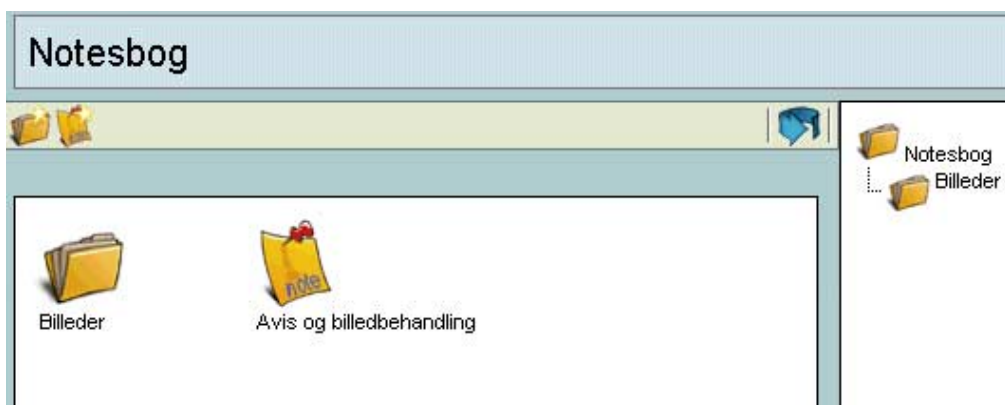 Notesbog
Notesbog
Billeder
note
Billeder
Avis og billedbehandling